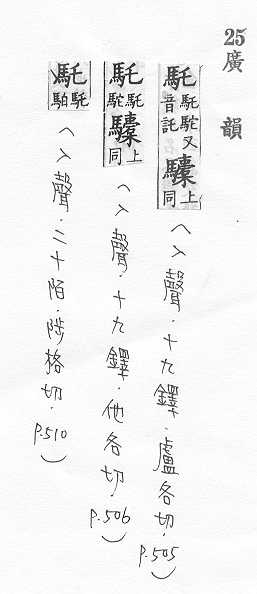 25 廣韻
馲 馲駝又音託 驝 上同 (入聲.十九鐸.盧各切.p.505)
馲 馲駝 驝 上同 (入聲.十九鐸.他各切.p.506)
馲 馲 (入聲.二十陌.陟格切.p.510)